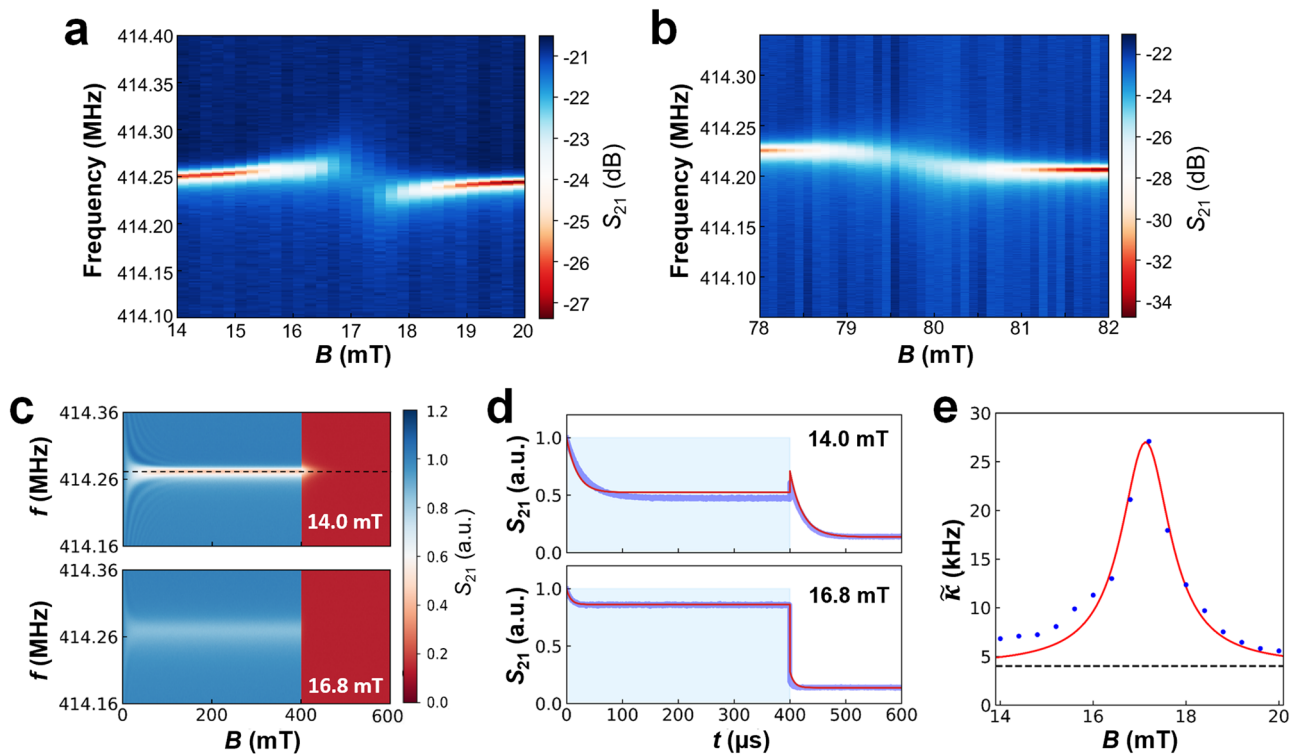 a
414.40
414.30
414.25
414.20
414.15
414.10
Frequency (MHz)
14 15 16 17 18 19 20
B (mT)
-21
-22
-23
-24
-25
-26
-27
S21 (dB)
b
414.30
414.20
414.10
Frequency (MHz)
78 79 80 81 82
B (mT)
-22
-24
-26
-28
-30
-32
-34
S21 (dB)
c
414.36
414.26
414.16
f (MHz)
14.0 mT
414.36
414.26
414.16
f (MHz)
16.8 mT
0 200 400 600
B (mT)
1.2
1.0
0.8
0.6
0.4
0.2
0.0
S21 (a.u.)
d
1.0
0.5
0.0
S21 (a.u.)
14.0 mT
0 100 200 300 400 500 600
1.0
0.5
0.0
S21 (a.u.)
16.8 mT
0 100 200 300 400 500 600
t (μs)
e
30
25
20
15
10
5
0
κ̃ (kHz)
14 16 18 20
B (mT)